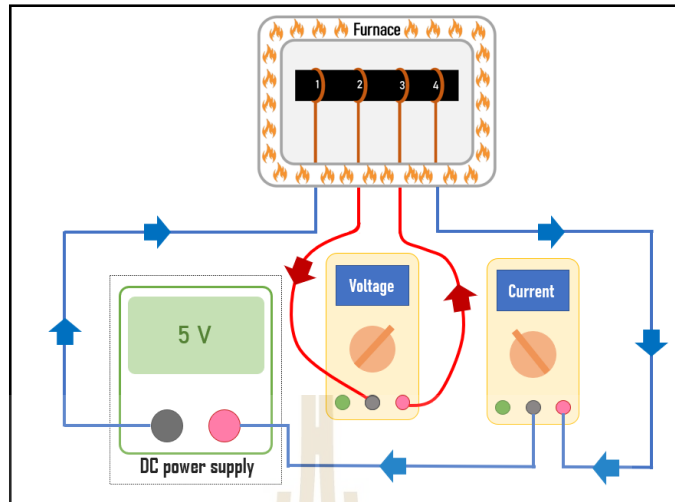 Furnace
1 2 3 4
Voltage
Current
5 V
DC power supply